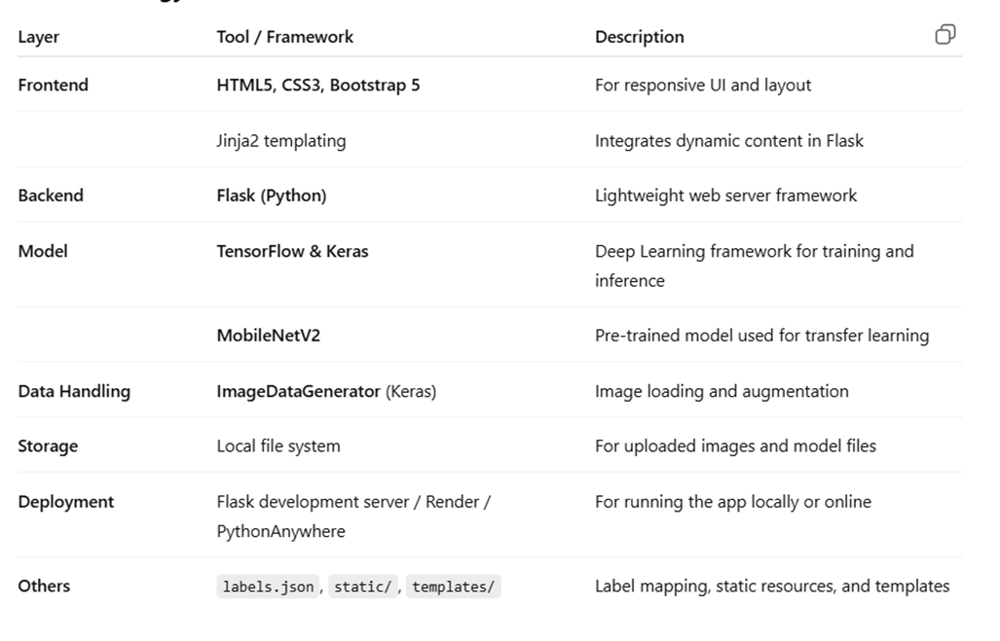 Layer Tool / Framework Description
Frontend HTML5, CSS3, Bootstrap 5 For responsive UI and layout
Jinja2 templating Integrates dynamic content in Flask
Backend Flask (Python) Lightweight web server framework
Model TensorFlow & Keras Deep Learning framework for training and
inference
MobileNetV2 Pre-trained model used for transfer learning
Data Handling ImageDataGenerator (Keras) Image loading and augmentation
Storage Local file system For uploaded images and model files
Deployment Flask development server / Render / For running the app locally or online
PythonAnywhere
Others labels.json, static/, templates/ Label mapping, static resources, and templates